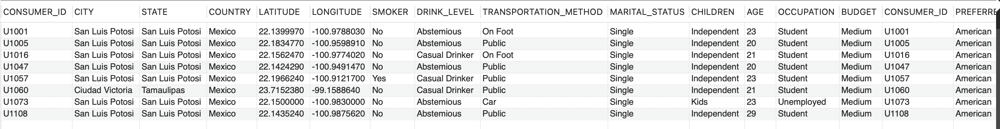 CONSUMER_ID CITY STATE COUNTRY LATITUDE LONGITUDE SMOKER DRINK_LEVEL TRANSPORTATION_METHOD MARITAL_STATUS CHILDREN AGE OCCUPATION BUDGET CONSUMER_ID PREFERRE
U1001 San Luis Potosi San Luis Potosi Mexico 22.1399970 -100.9788030 No Abstemious On Foot Single Independent 23 Student Medium U1001 American
U1005 San Luis Potosi San Luis Potosi Mexico 22.1834770 -100.9598910 No Abstemious Public Single Independent 20 Student Medium U1005 American
U1016 San Luis Potosi San Luis Potosi Mexico 22.1562470 -100.9774020 No Casual Drinker On Foot Single Independent 21 Student Medium U1016 American
U1047 San Luis Potosi San Luis Potosi Mexico 22.1424290 -100.9491470 No Abstemious Public Single Independent 20 Student Medium U1047 American
U1057 San Luis Potosi San Luis Potosi Mexico 22.1966240 -100.9121700 Yes Casual Drinker Public Single Independent 23 Student Medium U1057 American
U1060 Ciudad Victoria Tamaulipas Mexico 23.7152380 -99.1588640 No Casual Drinker Public Single Independent 21 Student Medium U1060 American
U1073 San Luis Potosi San Luis Potosi Mexico 22.1500000 -100.9830000 No Abstemious Car Single Kids 23 Unemployed Medium U1073 American
U1108 San Luis Potosi San Luis Potosi Mexico 22.1435240 -100.9875620 No Abstemious Public Single Independent 29 Student Medium U1108 American